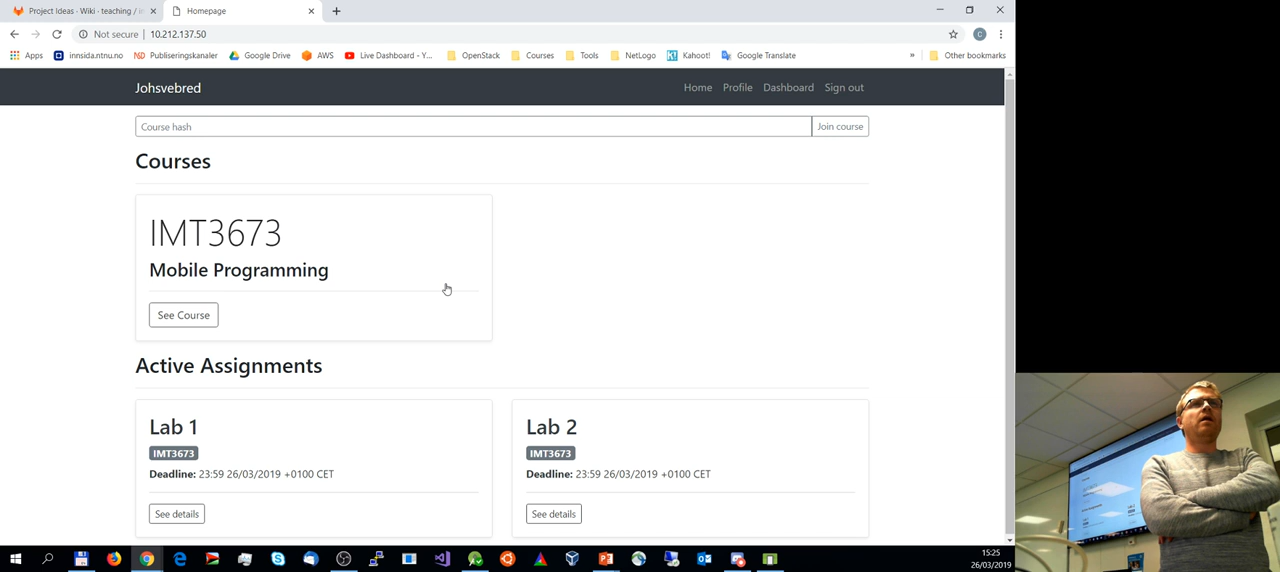 Project Ideas · Wiki · teaching / i
Homepage
Not secure
10.212.137.50
Apps
innsida.ntnu.no
Publiseringskanaler
Google Drive
AWS
Live Dashboard - Y...
OpenStack
Courses
Tools
NetLogo
Kahoot!
Google Translate
»
Other bookmarks
Johsvebred
Home
Profile
Dashboard
Sign out
Course hash
Join course
Courses
IMT3673
Mobile Programming
See Course
Active Assignments
Lab 1
IMT3673
Deadline: 23:59 26/03/2019 +0100 CET
See details
Lab 2
IMT3673
Deadline: 23:59 26/03/2019 +0100 CET
See details
15:25
26/03/2019